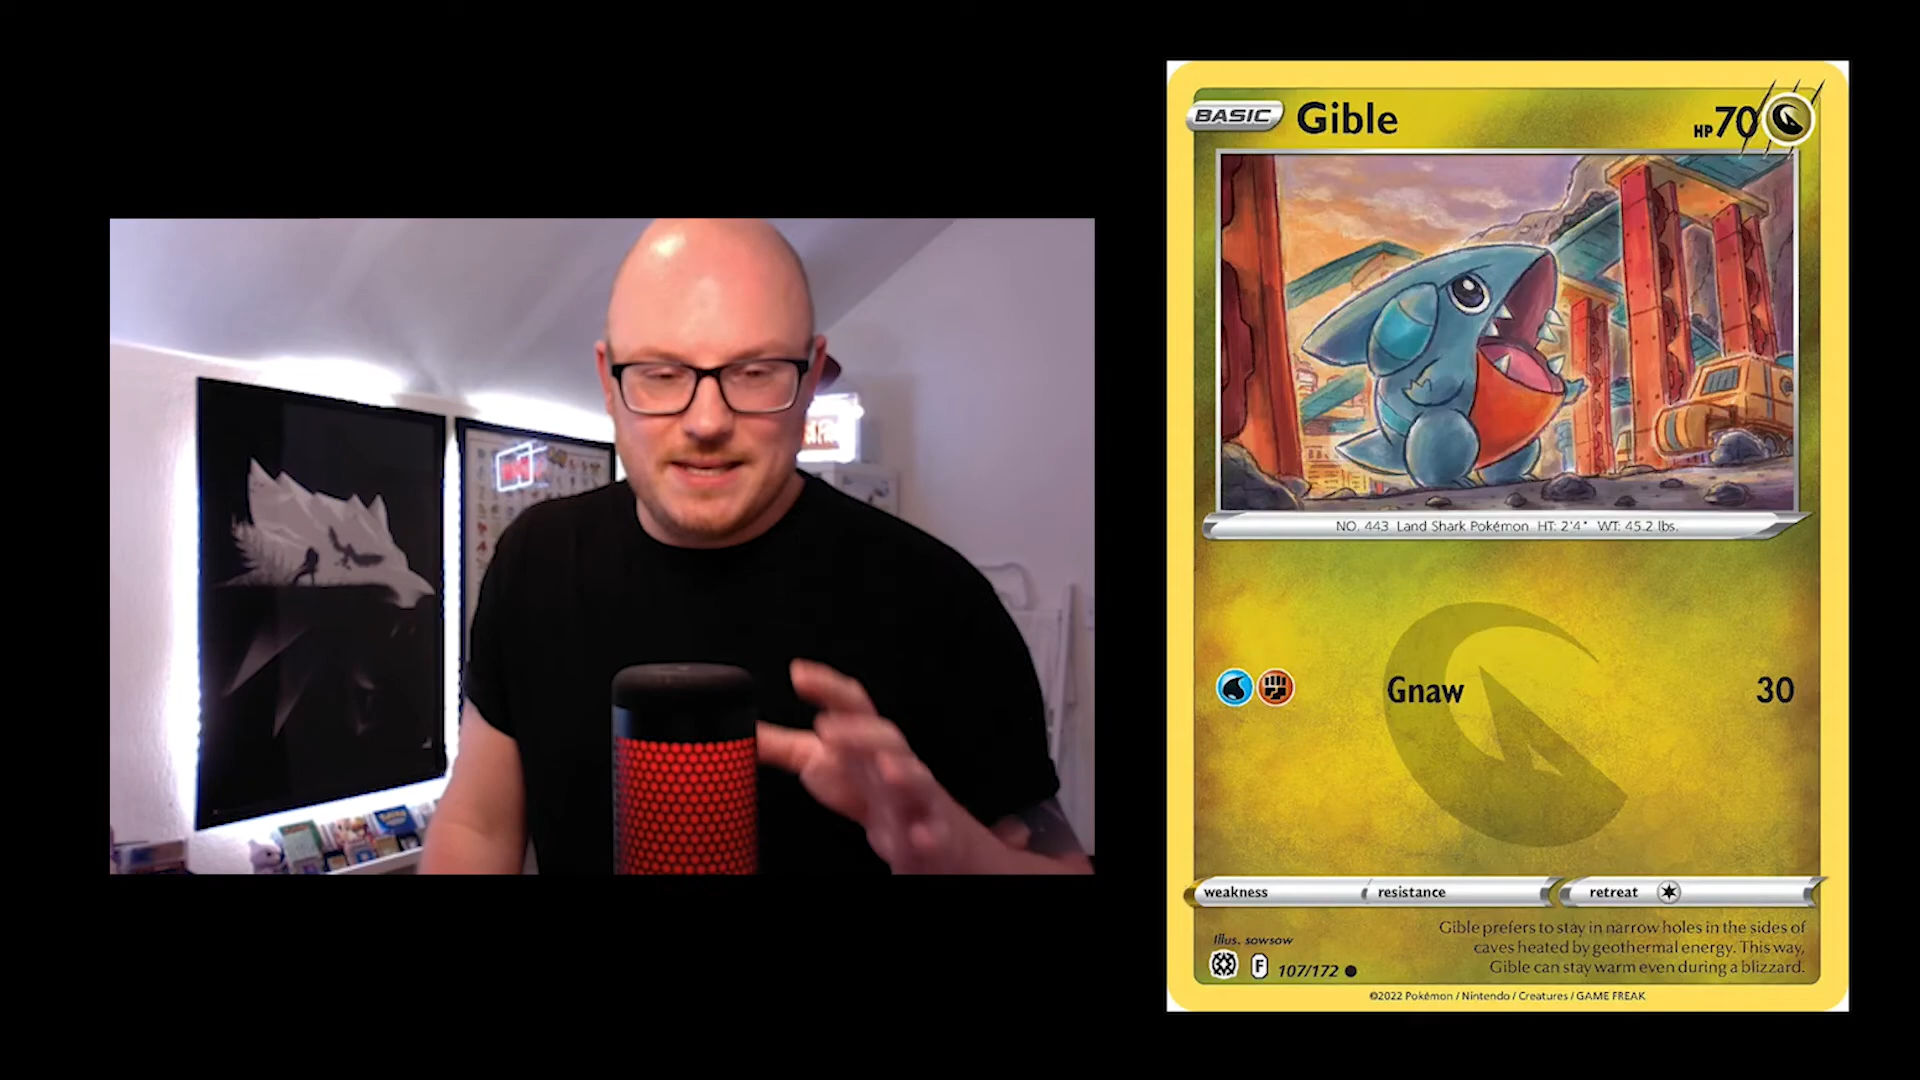 BASIC Gible HP 70
NO. 443 Land Shark Pokémon HT: 2'4" WT: 45.2 lbs.
Gnaw 30
weakness resistance retreat
Illus. sowsow
Gible prefers to stay in narrow holes in the sides of
caves heated by geothermal energy. This way,
Gible can stay warm even during a blizzard.
F 107/172
©2022 Pokémon / Nintendo / Creatures / GAME FREAK